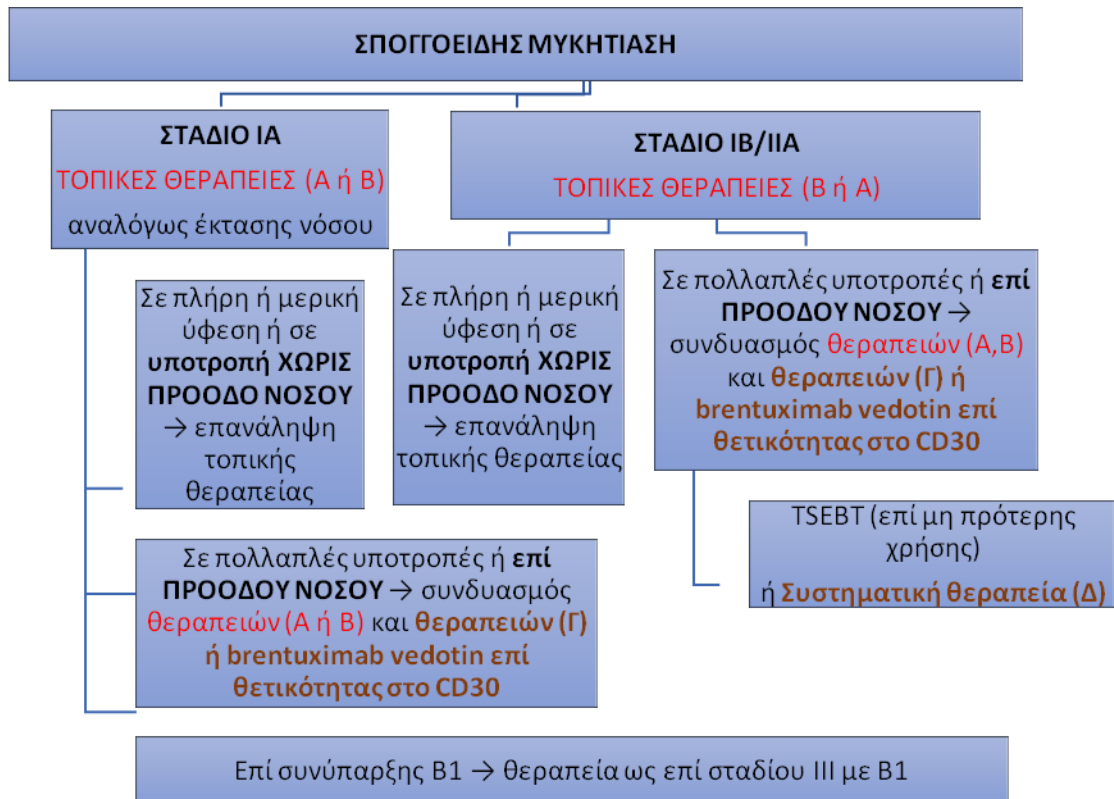 ΣΠΟΓΓΟΕΙΔΗΣ ΜΥΚΗΤΙΑΣΗ
ΣΤΑΔΙΟ ΙΑ
ΤΟΠΙΚΕΣ ΘΕΡΑΠΕΙΕΣ (Α ή Β)
αναλόγως έκτασης νόσου
ΣΤΑΔΙΟ ΙΒ/ΙΙΑ
ΤΟΠΙΚΕΣ ΘΕΡΑΠΕΙΕΣ (Β ή Α)
Σε πλήρη ή μερική
ύφεση ή σε
υποτροπή ΧΩΡΙΣ
ΠΡΟΟΔΟ ΝΟΣΟΥ
→ επανάληψη
τοπικής
θεραπείας
Σε πλήρη ή μερική
ύφεση ή σε
υποτροπή ΧΩΡΙΣ
ΠΡΟΟΔΟ ΝΟΣΟΥ
→ επανάληψη
τοπικής θεραπείας
Σε πολλαπλές υποτροπές ή επί
ΠΡΟΟΔΟΥ ΝΟΣΟΥ →
συνδυασμός θεραπειών (Α,Β)
και θεραπειών (Γ) ή
brentuximab vedotin επί
θετικότητας στο CD30
TSEBT (επί μη πρότερης
χρήσης)
ή Συστηματική θεραπεία (Δ)
Σε πολλαπλές υποτροπές ή επί
ΠΡΟΟΔΟΥ ΝΟΣΟΥ → συνδυασμός
θεραπειών (Α ή Β) και θεραπειών (Γ)
ή brentuximab vedotin επί
θετικότητας στο CD30
Επί συνύπαρξης Β1 → θεραπεία ως επί σταδίου ΙΙΙ με Β1